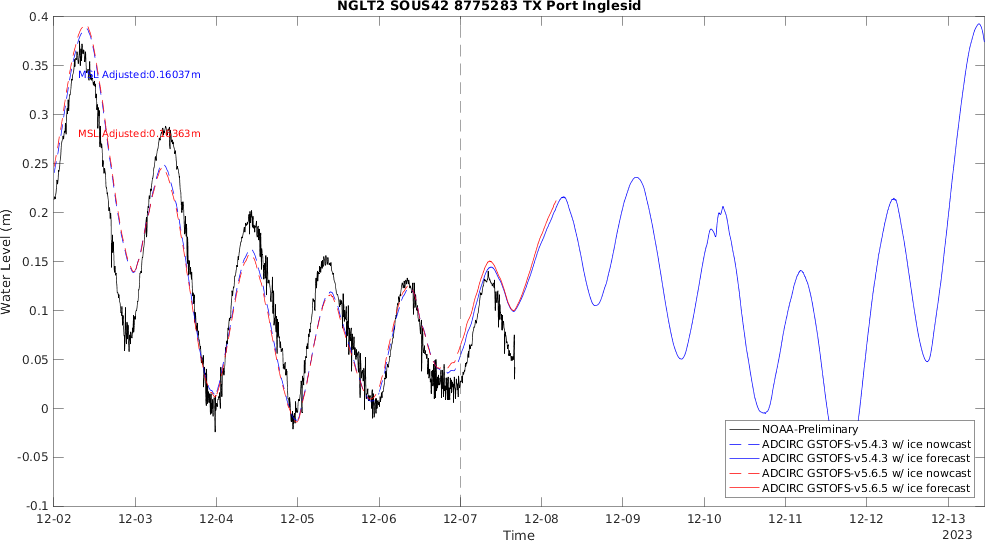 NGLT2 SOUS42 8775283 TX Port Inglesid
0.4
0.35
0.3
0.25
0.2
0.15
0.1
0.05
0
-0.05
-0.1
Water Level (m)
MSL Adjusted:0.16037m
MSL Adjusted:0.16363m
NOAA-Preliminary
ADCIRC GSTOFS-v5.4.3 w/ ice nowcast
ADCIRC GSTOFS-v5.4.3 w/ ice forecast
ADCIRC GSTOFS-v5.6.5 w/ ice nowcast
ADCIRC GSTOFS-v5.6.5 w/ ice forecast
12-02 12-03 12-04 12-05 12-06 12-07 12-08 12-09 12-10 12-11 12-12 12-13
Time
2023